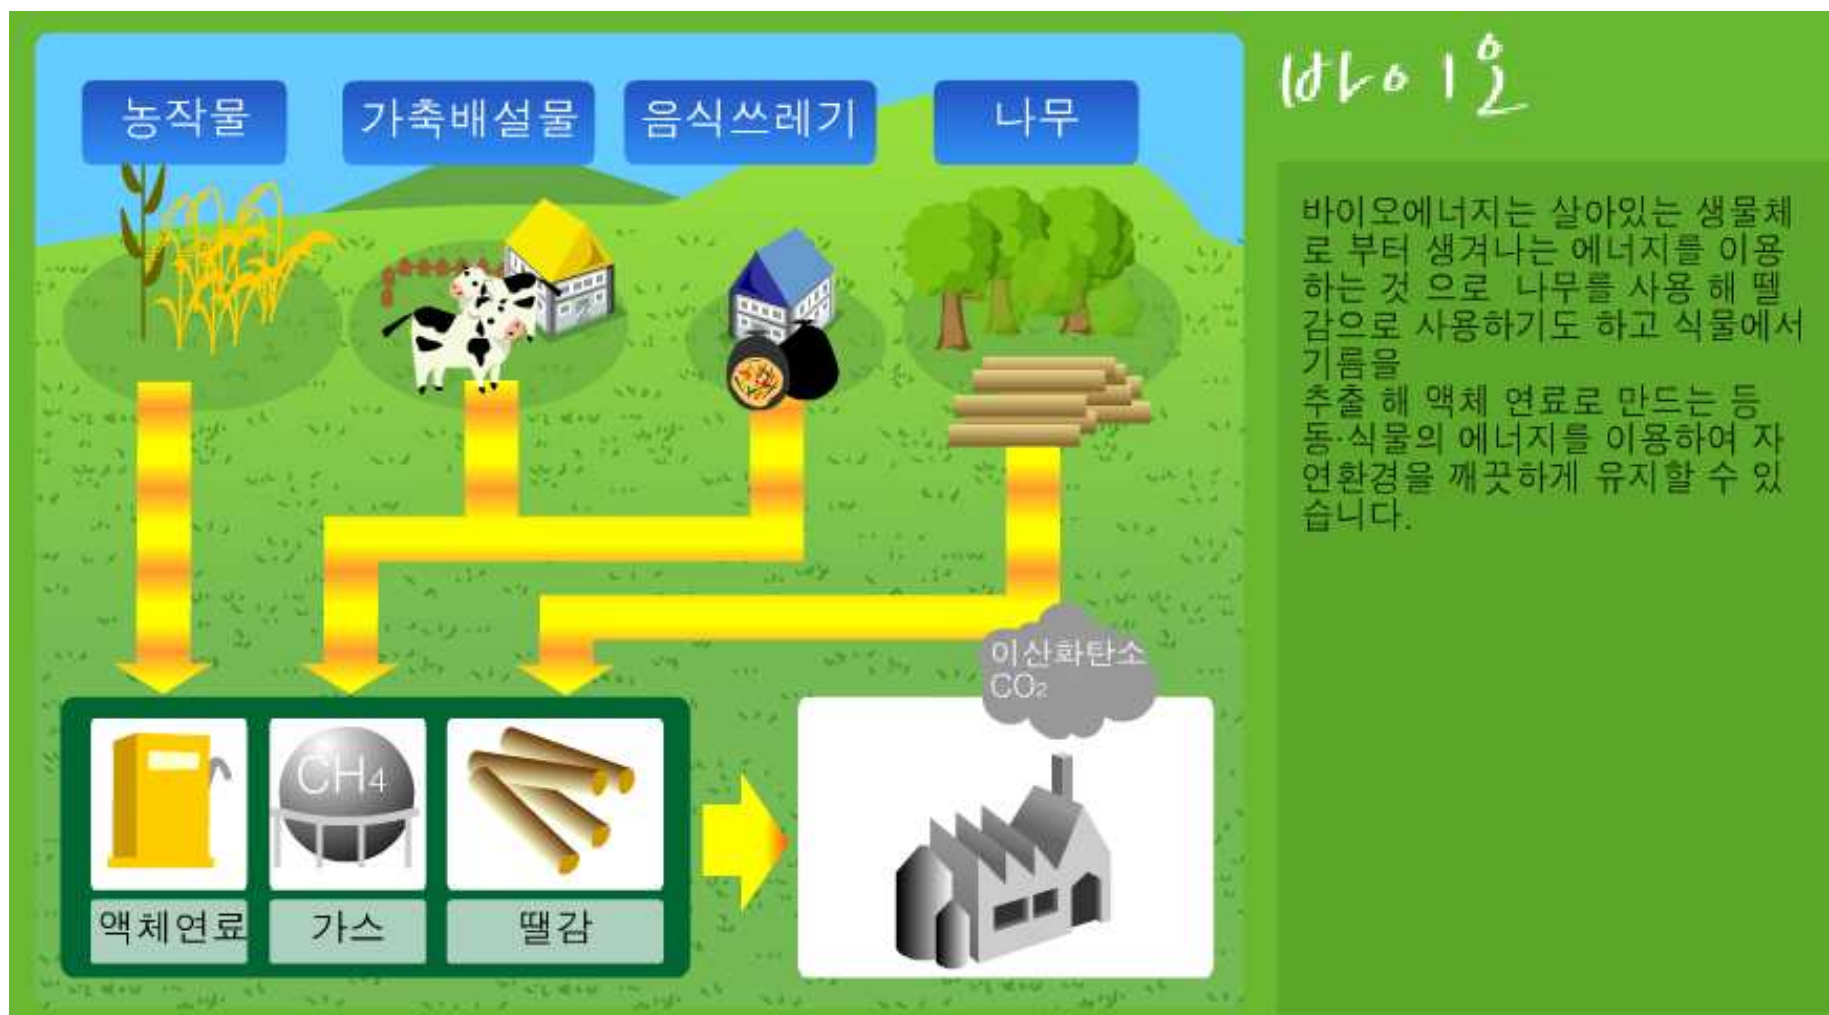 바이오
농작물
가축배설물
음식쓰레기
나무
바이오에너지는 살아있는 생물체
로 부터 생겨나는 에너지를 이용
하는 것 으로 나무를 사용 해 뗄
감으로 사용하기도 하고 식물에서
기름을
추출 해 액체 연료로 만드는 등
동·식물의 에너지를 이용하여 자
연환경을 깨끗하게 유지할 수 있
습니다.
이산화탄소
CO₂
CH₄
액체연료
가스
땔감